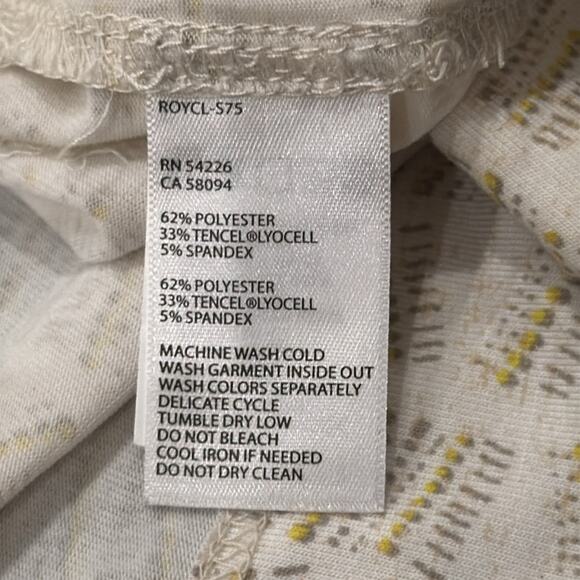 ROYCL-S75
RN 54226
CA 58094
62% POLYESTER
33% TENCEL®LYOCELL
5% SPANDEX
62% POLYESTER
33% TENCEL®LYOCELL
5% SPANDEX
MACHINE WASH COLD
WASH GARMENT INSIDE OUT
WASH COLORS SEPARATELY
DELICATE CYCLE
TUMBLE DRY LOW
DO NOT BLEACH
COOL IRON IF NEEDED
DO NOT DRY CLEAN